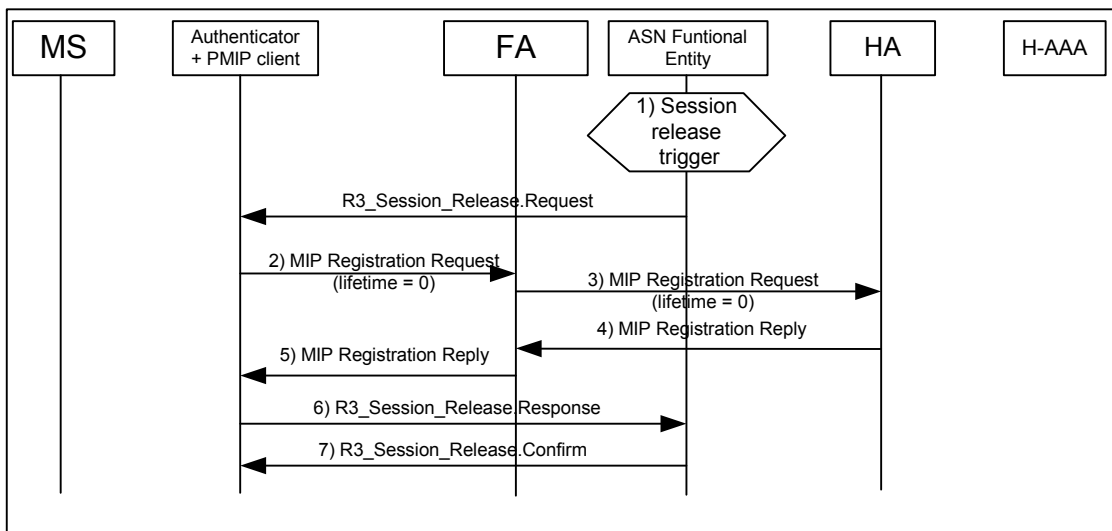 MS
Authenticator
+ PMIP client
FA
ASN Funtional
Entity
HA
H-AAA
1) Session
release
trigger
R3_Session_Release.Request
2) MIP Registration Request
(lifetime = 0)
3) MIP Registration Request
(lifetime = 0)
4) MIP Registration Reply
5) MIP Registration Reply
6) R3_Session_Release.Response
7) R3_Session_Release.Confirm